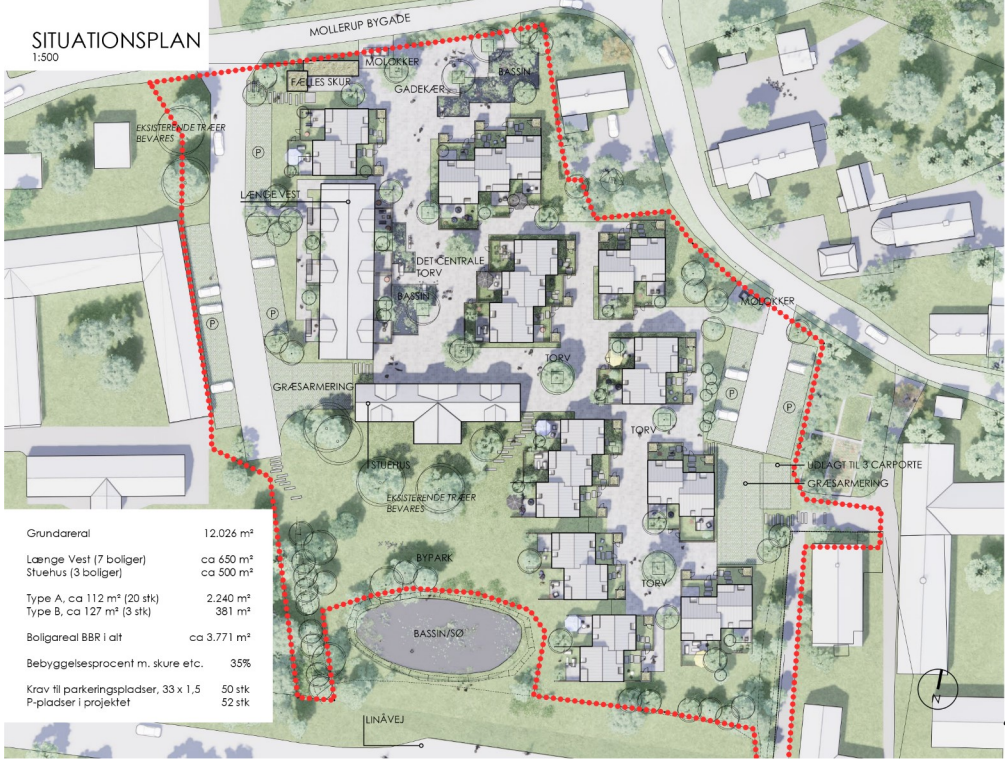 SITUATIONSPLAN
1:500
MOLLERUP BYGADE
MOLOKKER
FÆLLES SKUR
BASSIN
GADEKÆR
EKSISTERENDE TRÆER
BEVARES
P
LÆNGE VEST
DET CENTRALE
TORV
BASSIN
MOLOKKER
P
P
TORV
GRÆSARMERING
P
P
TORV
STUEHUS
UDLAGT TIL 3 CARPORTE
GRÆSARMERING
EKSISTERENDE TRÆER
BEVARES
BYPARK
TORV
BASSIN/SØ
LINÅVEJ
N
Grundareral 12.026 m²
Længe Vest (7 boliger) ca 650 m²
Stuehus (3 boliger) ca 500 m²
Type A, ca 112 m² (20 stk) 2.240 m²
Type B, ca 127 m² (3 stk) 381 m²
Boligareal BBR i alt ca 3.771 m²
Bebyggelsesprocent m. skure etc. 35%
Krav til parkeringspladser, 33 x 1,5 50 stk
P-pladser i projektet 52 stk